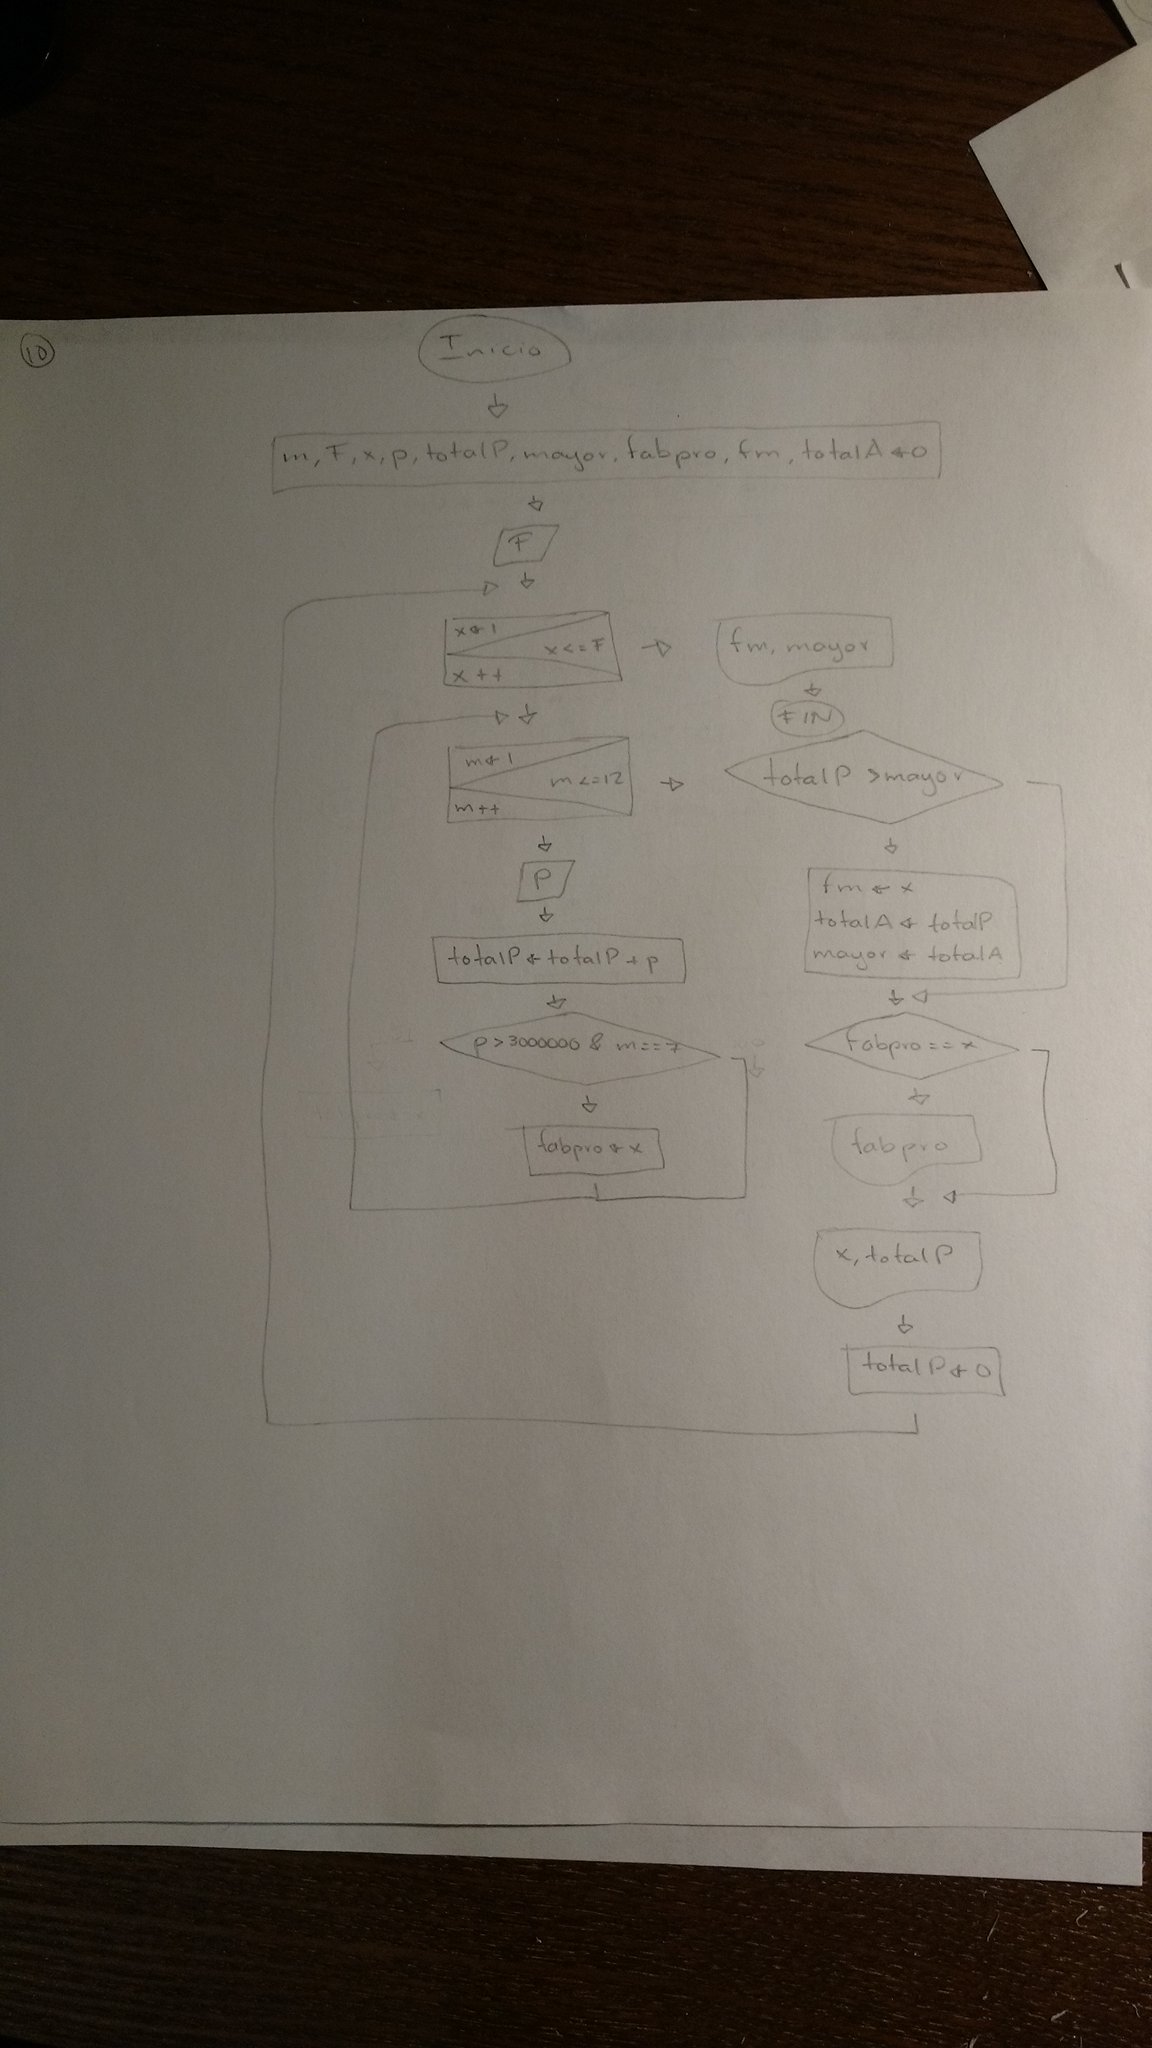 10
Inicio
m, F, x, p, totalP, mayor, fabpro, fm, totalA ← 0
F
x ← 1
x <= F
x ++
fm, mayor
FIN
m ← 1
m <= 12
m ++
totalP > mayor
P
fm ← x
totalA ← totalP
mayor ← totalA
totalP ← totalP + p
p > 3000000 & m == 7
fabpro == x
fabpro ← x
fabpro
x, totalP
totalP ← 0